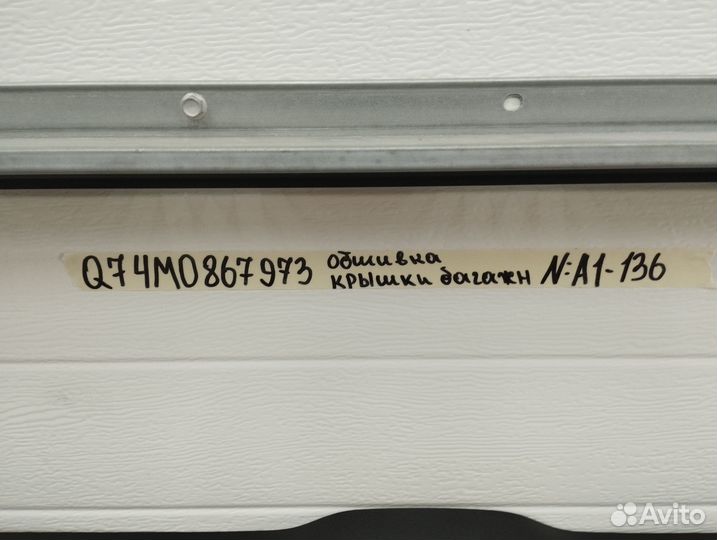 Q74M0867973 обшивка
крышки багажн N:A1-136
Avito